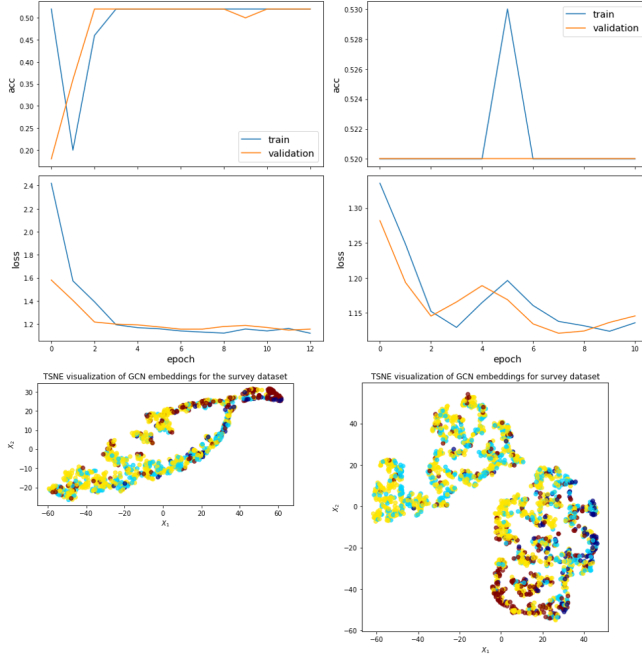 0.50
0.45
0.40
0.35
0.30
0.25
0.20
acc
train
validation
0.530
0.528
0.526
0.524
0.522
0.520
acc
train
validation
2.4
2.2
2.0
1.8
1.6
1.4
1.2
loss
0 2 4 6 8 10 12
epoch
1.30
1.25
1.20
1.15
loss
0 2 4 6 8 10
epoch
TSNE visualization of GCN embeddings for the survey dataset
30
20
10
0
−10
−20
X₂
−60 −40 −20 0 20 40 60
X₁
TSNE visualization of GCN embeddings for survey dataset
40
20
0
−20
−40
−60
X₂
−60 −40 −20 0 20 40
X₁